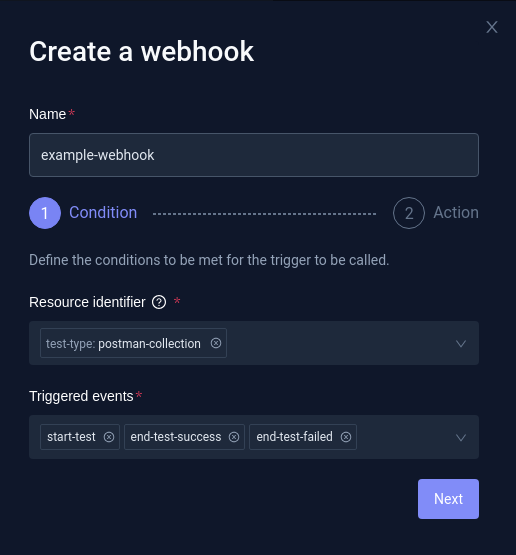 Create a webhook
Name *
example-webhook
1 Condition 2 Action
Define the conditions to be met for the trigger to be called.
Resource identifier ? *
test-type: postman-collection
Triggered events *
start-test end-test-success end-test-failed
Next